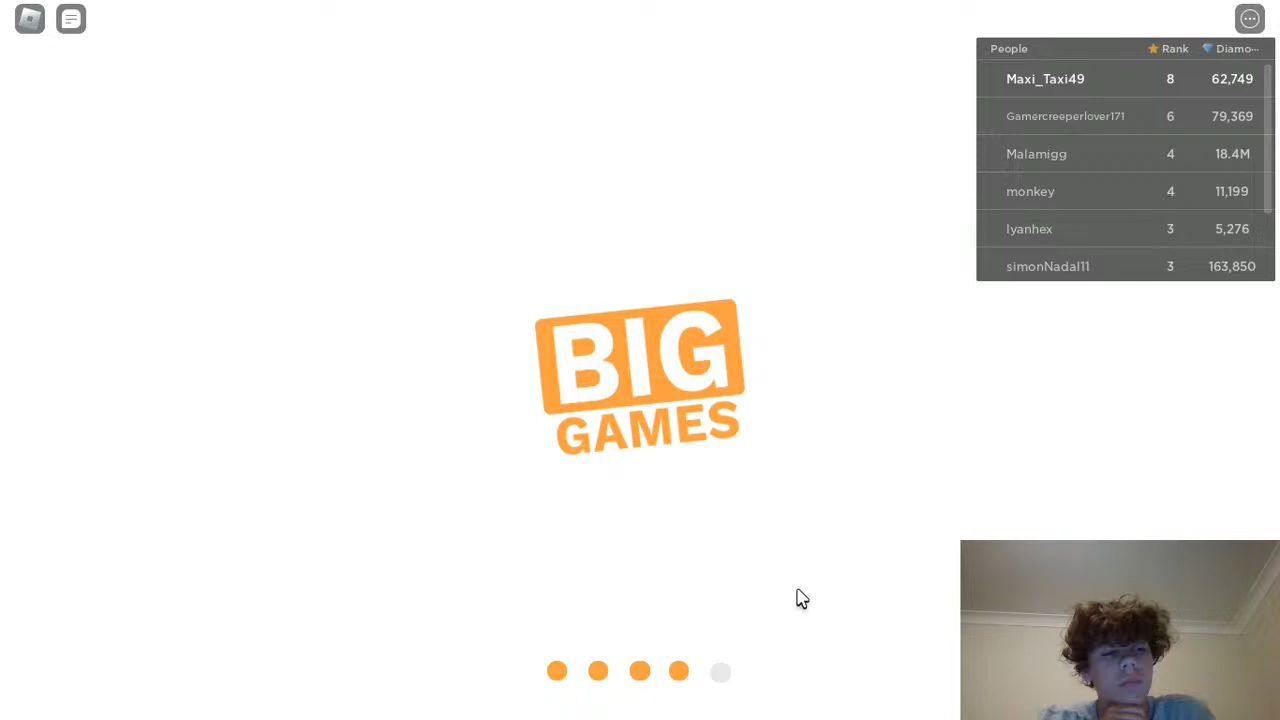 People Rank Diamo···
Maxi_Taxi49 8 62,749
Gamercreeperlover171 6 79,369
Malamigg 4 18.4M
monkey 4 11,199
Iyanhex 3 5,276
simonNadal11 3 163,850
BIG
GAMES